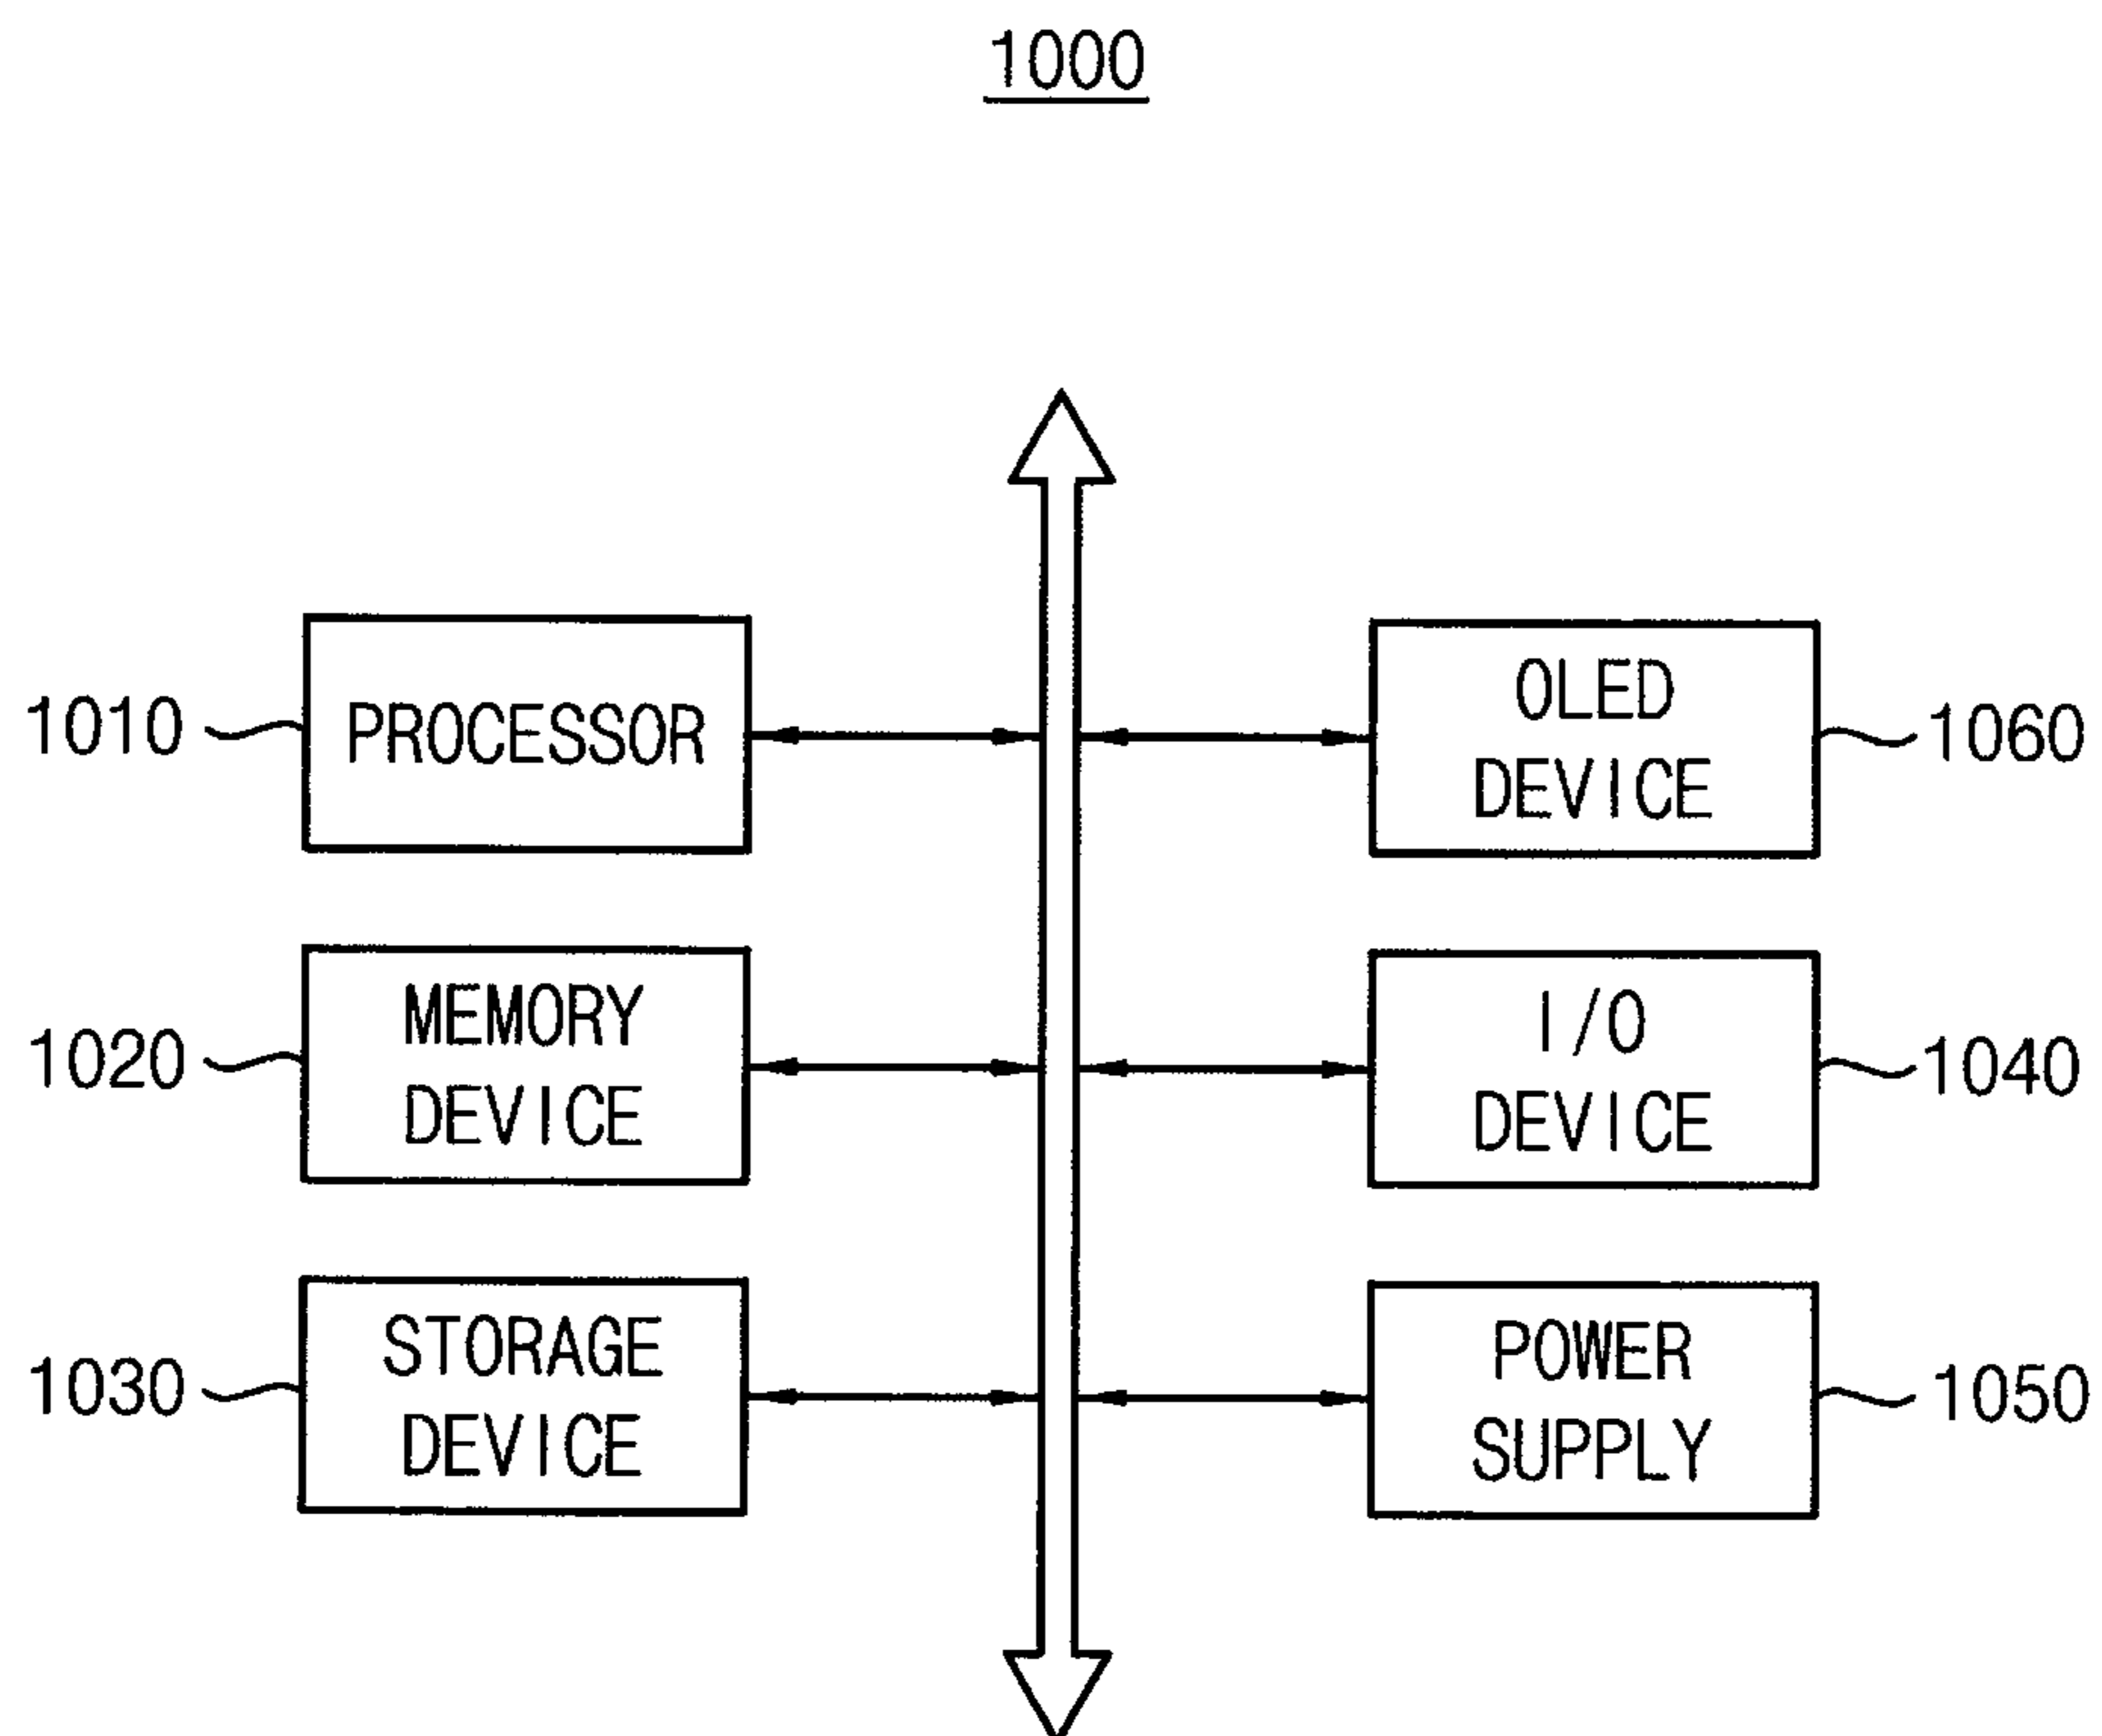 1000
1010
PROCESSOR
OLED
DEVICE
1060
1020
MEMORY
DEVICE
I/O
DEVICE
1040
1030
STORAGE
DEVICE
POWER
SUPPLY
1050